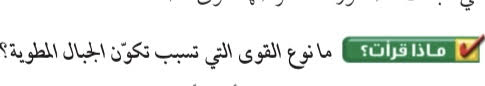 ماذا قرأت؟ ما نوع القوى التي تسبب تكوّن الجبال المطوية؟